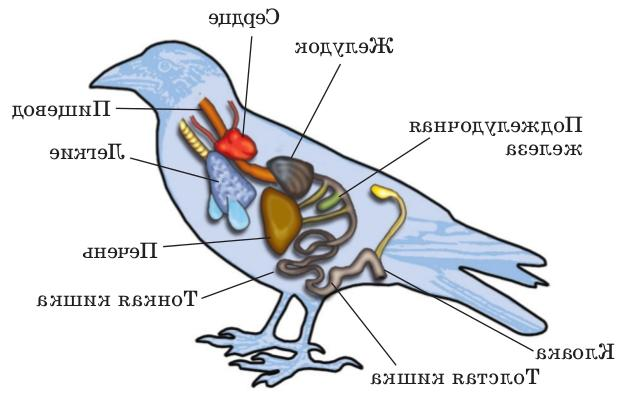 Сердце
Желудок
Пищевод
Поджелудочная
железа
Легкие
Печень
Тонкая кишка
Клоака
Толстая кишка